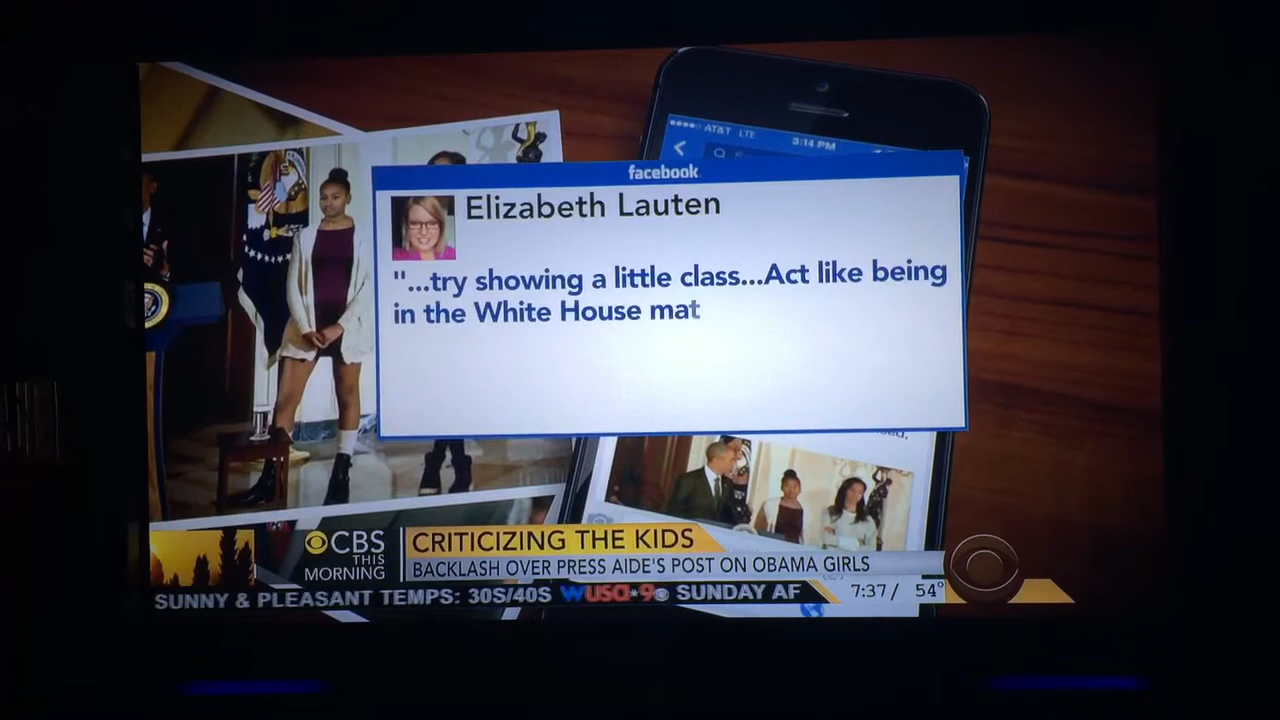 AT&T LTE
3:14 PM
facebook
Elizabeth Lauten
"...try showing a little class...Act like being
in the White House mat
CBS
THIS
MORNING
CRITICIZING THE KIDS
BACKLASH OVER PRESS AIDE'S POST ON OBAMA GIRLS
SUNNY & PLEASANT TEMPS: 30S/40S WUSA*9 SUNDAY AF
7:37/ 54°